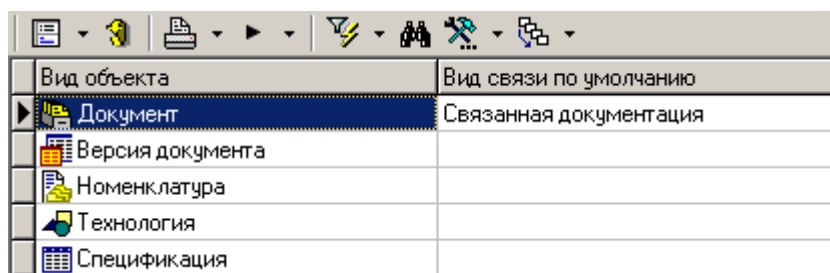 Вид объекта Вид связи по умолчанию
Документ Связанная документация
Версия документа
Номенклатура
Технология
Спецификация